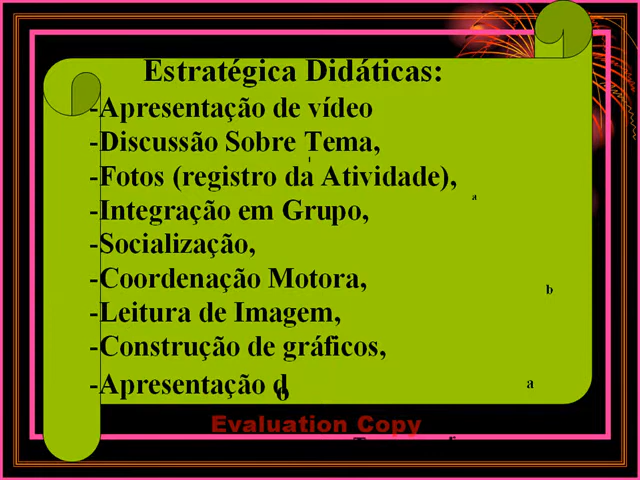 Estratégica Didáticas:
-Apresentação de vídeo
-Discussão Sobre Tema,
-Fotos (registro da Atividade),
-Integração em Grupo,
-Socialização,
-Coordenação Motora,
-Leitura de Imagem,
-Construção de gráficos,
-Apresentação d
Evaluation Copy